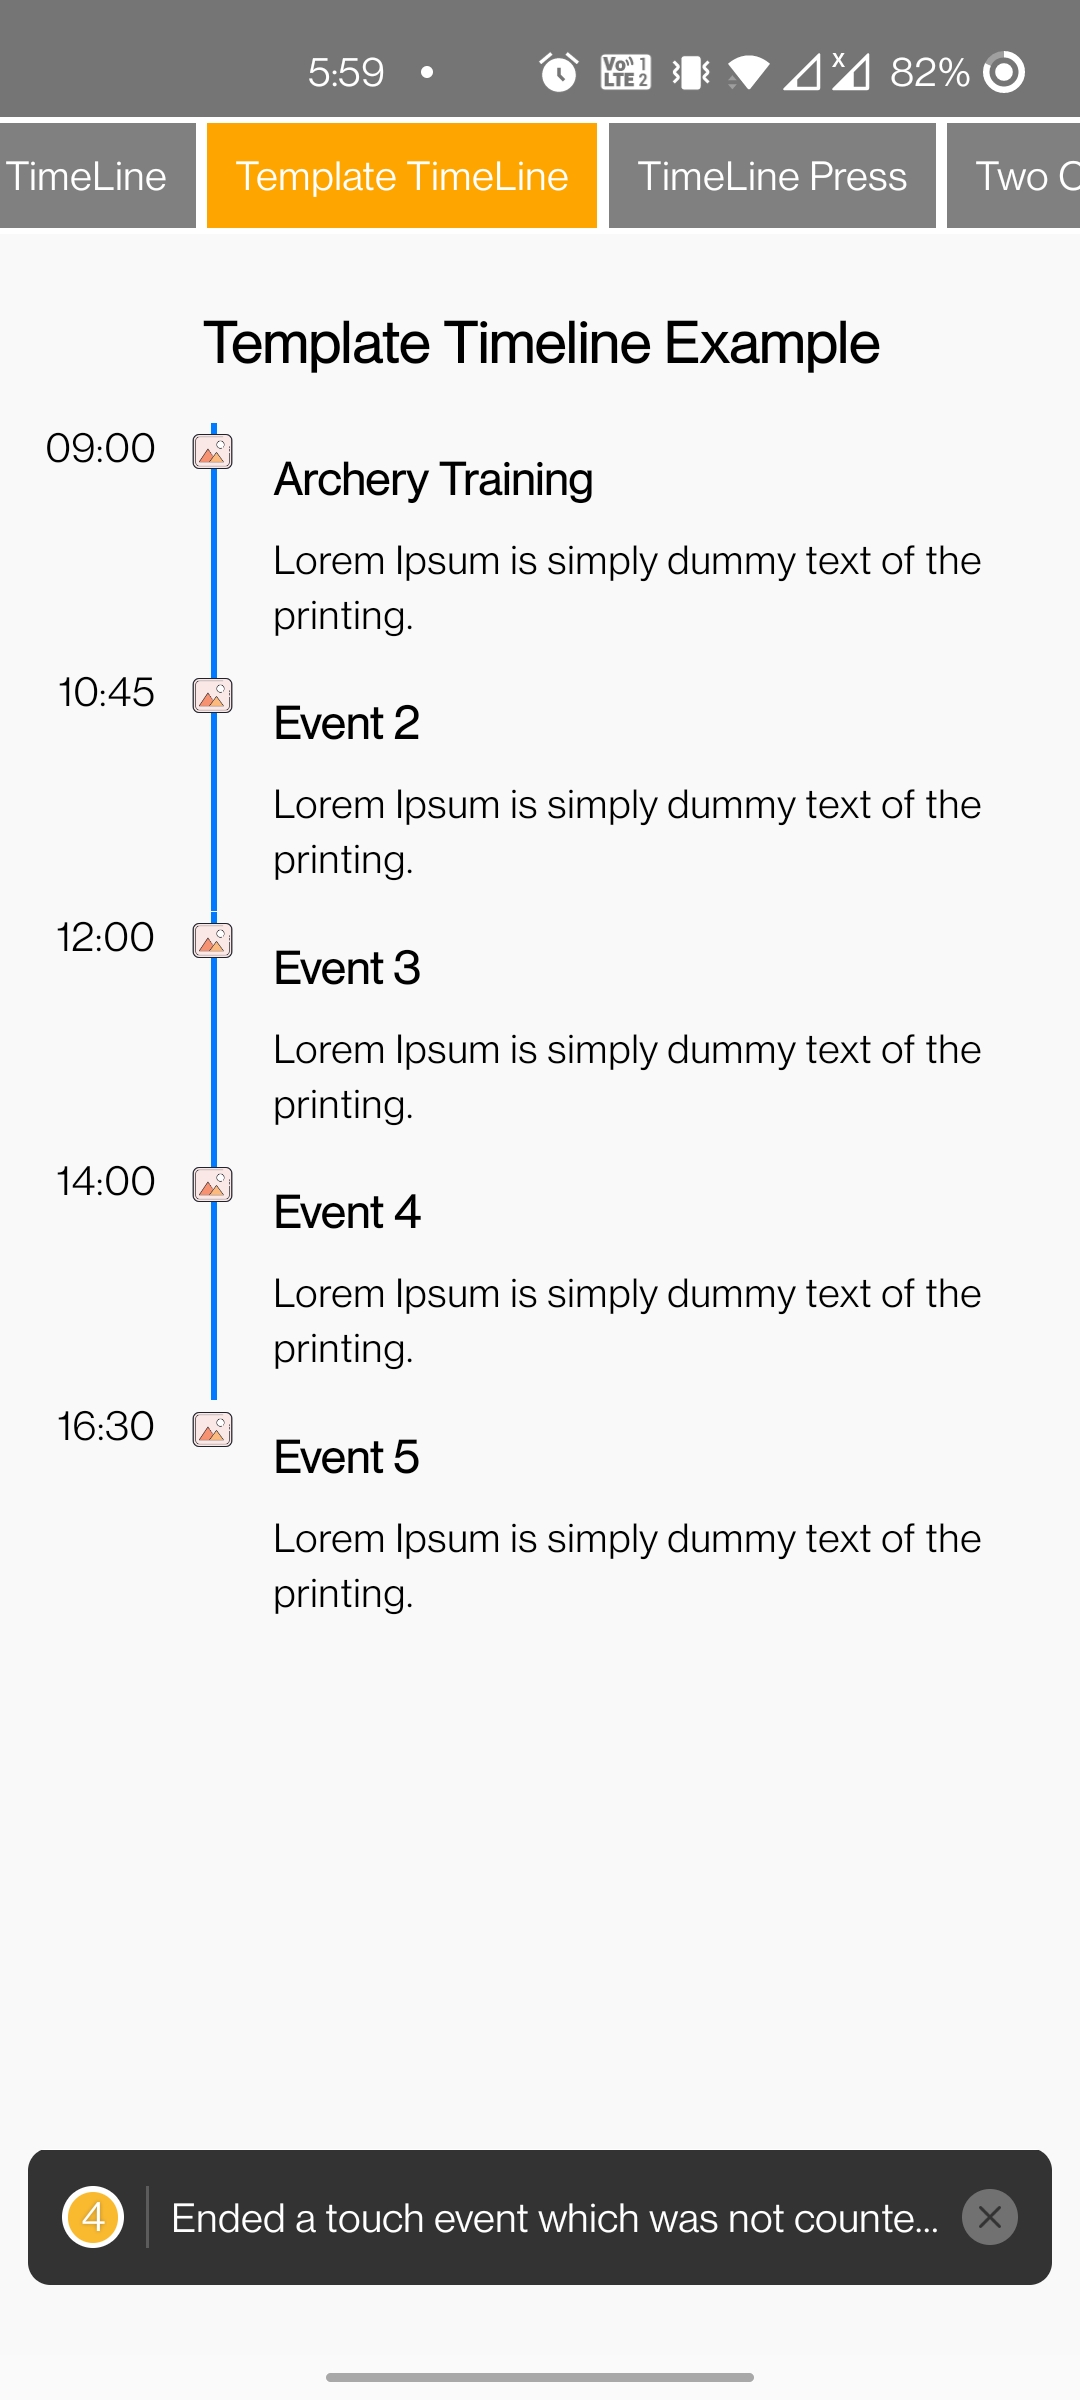 5:59
Vo 1
LTE 2
x
82%
TimeLine
Template TimeLine
TimeLine Press
Two
Template Timeline Example
09:00
Archery Training
Lorem Ipsum is simply dummy text of the
printing.
10:45
Event 2
Lorem Ipsum is simply dummy text of the
printing.
12:00
Event 3
Lorem Ipsum is simply dummy text of the
printing.
14:00
Event 4
Lorem Ipsum is simply dummy text of the
printing.
16:30
Event 5
Lorem Ipsum is simply dummy text of the
printing.
4
Ended a touch event which was not counte...